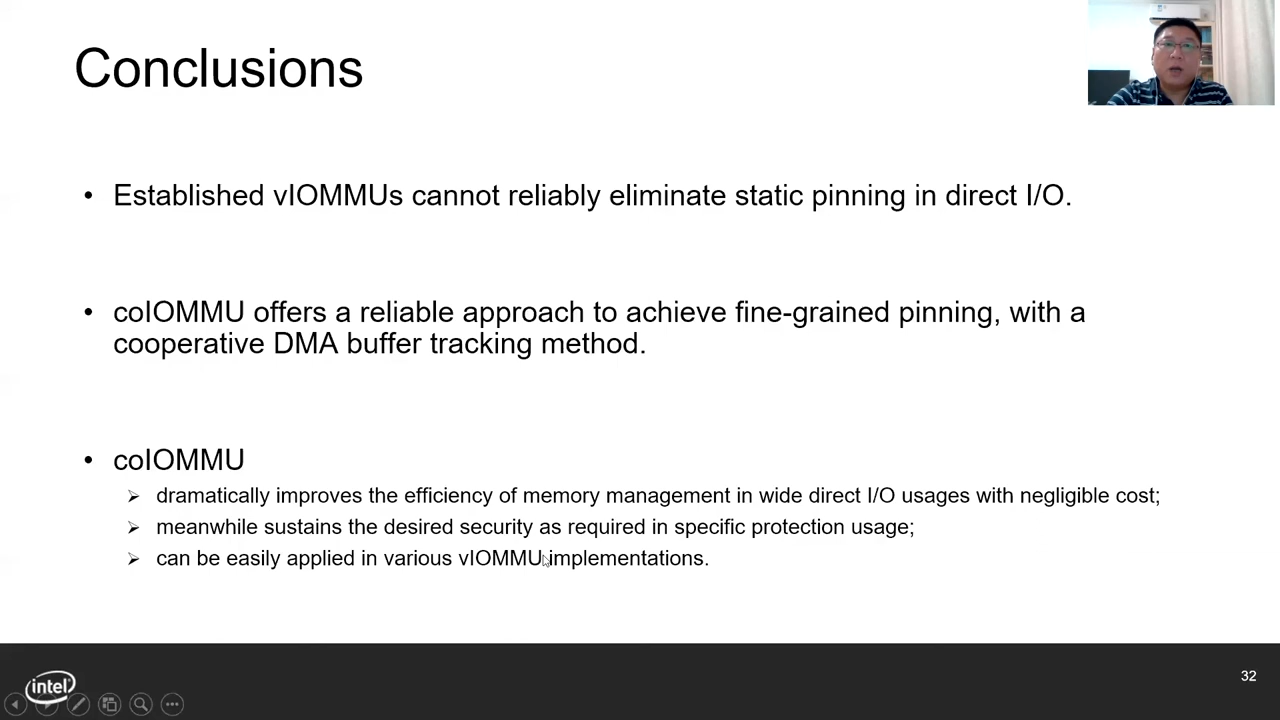 Conclusions
• Established vIOMMUs cannot reliably eliminate static pinning in direct I/O.
• coIOMMU offers a reliable approach to achieve fine-grained pinning, with a
cooperative DMA buffer tracking method.
• coIOMMU
➢ dramatically improves the efficiency of memory management in wide direct I/O usages with negligible cost;
➢ meanwhile sustains the desired security as required in specific protection usage;
➢ can be easily applied in various vIOMMU implementations.
intel
32